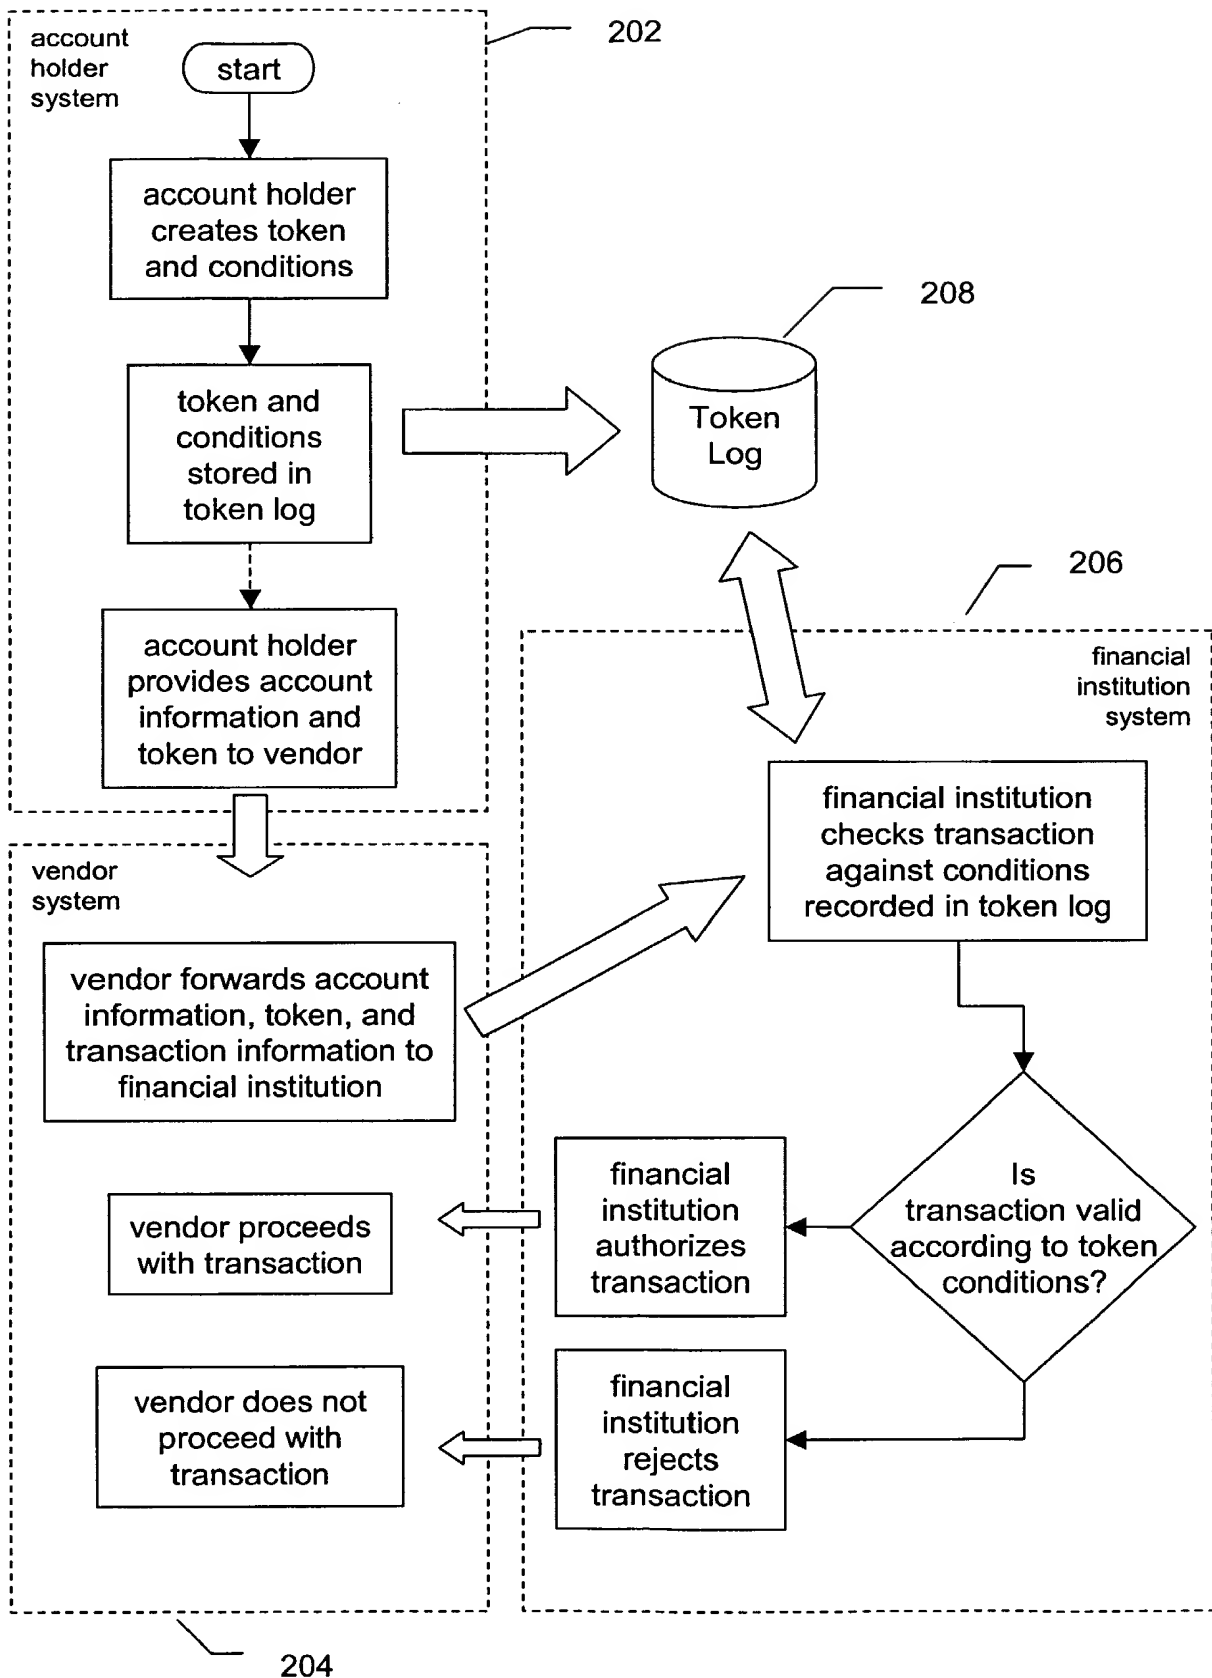 account
holder
system
202
start
account holder
creates token
and conditions
208
token and
conditions
stored in
token log
Token
Log
206
account holder
provides account
information and
token to vendor
financial
institution
system
financial institution
checks transaction
against conditions
recorded in token log
vendor
system
vendor forwards account
information, token, and
transaction information to
financial institution
Is
transaction valid
according to token
conditions?
financial
institution
authorizes
transaction
vendor proceeds
with transaction
financial
institution
rejects
transaction
vendor does not
proceed with
transaction
204